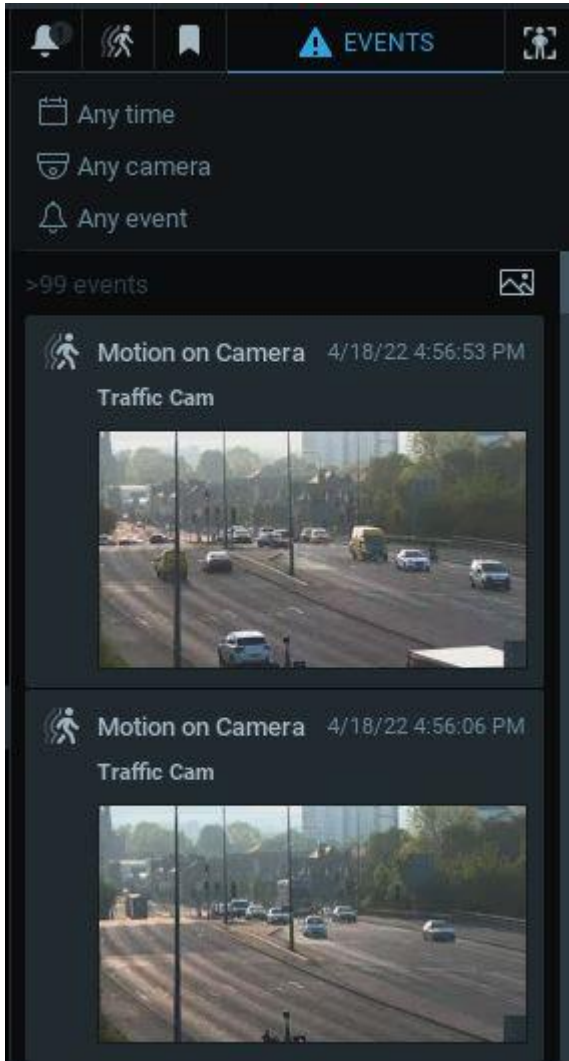 EVENTS
Any time
Any camera
Any event
>99 events
Motion on Camera 4/18/22 4:56:53 PM
Traffic Cam
Motion on Camera 4/18/22 4:56:06 PM
Traffic Cam